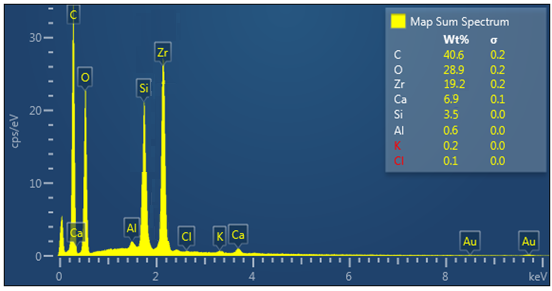 Map Sum Spectrum
Wt% σ
C 40.6 0.2
O 28.9 0.2
Zr 19.2 0.2
Ca 6.9 0.1
Si 3.5 0.0
Al 0.6 0.0
K 0.2 0.0
Cl 0.1 0.0
cps/eV
30
20
10
0
C
O
Zr
Si
Ca
Al
Cl
K
Ca
Au
Au
0 2 4 6 8 keV